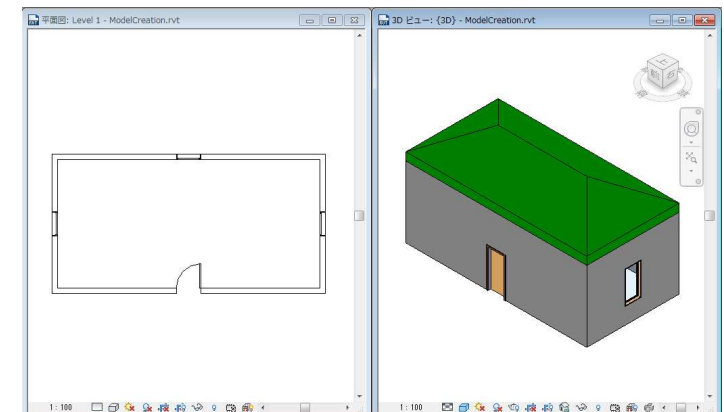 平面図: Level 1 - ModelCreation.rvt
3D ビュー: {3D} - ModelCreation.rvt
1 : 100
1 : 100